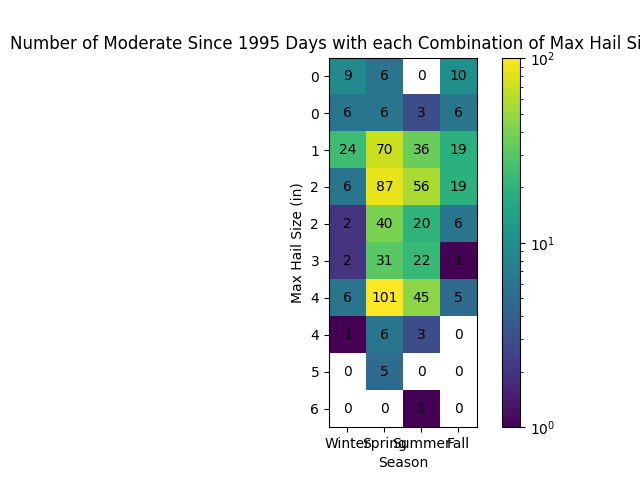 Number of Moderate Since 1995 Days with each Combination of Max Hail Si
0 9 6 0 10
0 6 6 3 6
1 24 70 36 19
2 6 87 56 19
2 2 40 20 6
3 2 31 22 1
4 6 101 45 5
4 1 6 3 0
5 0 5 0 0
6 0 0 1 0
Max Hail Size (in)
Winter Spring Summer Fall
Season
10²
10¹
10⁰